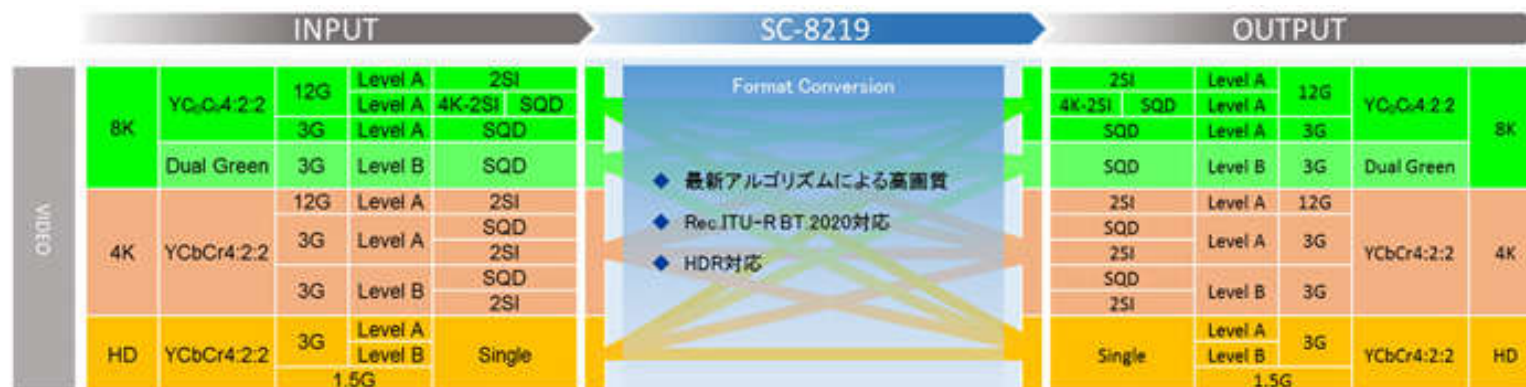 INPUT
SC-8219
OUTPUT
VIDEO
8K
YCBCR4:2:2
12G
Level A
2SI
Level A
4K-2SI
SQD
3G
Level A
SQD
Dual Green
3G
Level B
SQD
4K
YCbCr4:2:2
12G
Level A
2SI
3G
Level A
SQD
2SI
3G
Level B
SQD
2SI
HD
YCbCr4:2:2
3G
Level A
Level B
1.5G
Single
Format Conversion
最新アルゴリズムによる高画質
Rec.ITU-R BT.2020対応
HDR対応
2SI
Level A
12G
YCBCR4:2:2
8K
4K-2SI
SQD
Level A
SQD
Level A
3G
SQD
Level B
3G
Dual Green
2SI
Level A
12G
YCbCr4:2:2
4K
SQD
2SI
Level A
3G
SQD
2SI
Level B
3G
Single
Level A
Level B
3G
1.5G
YCbCr4:2:2
HD